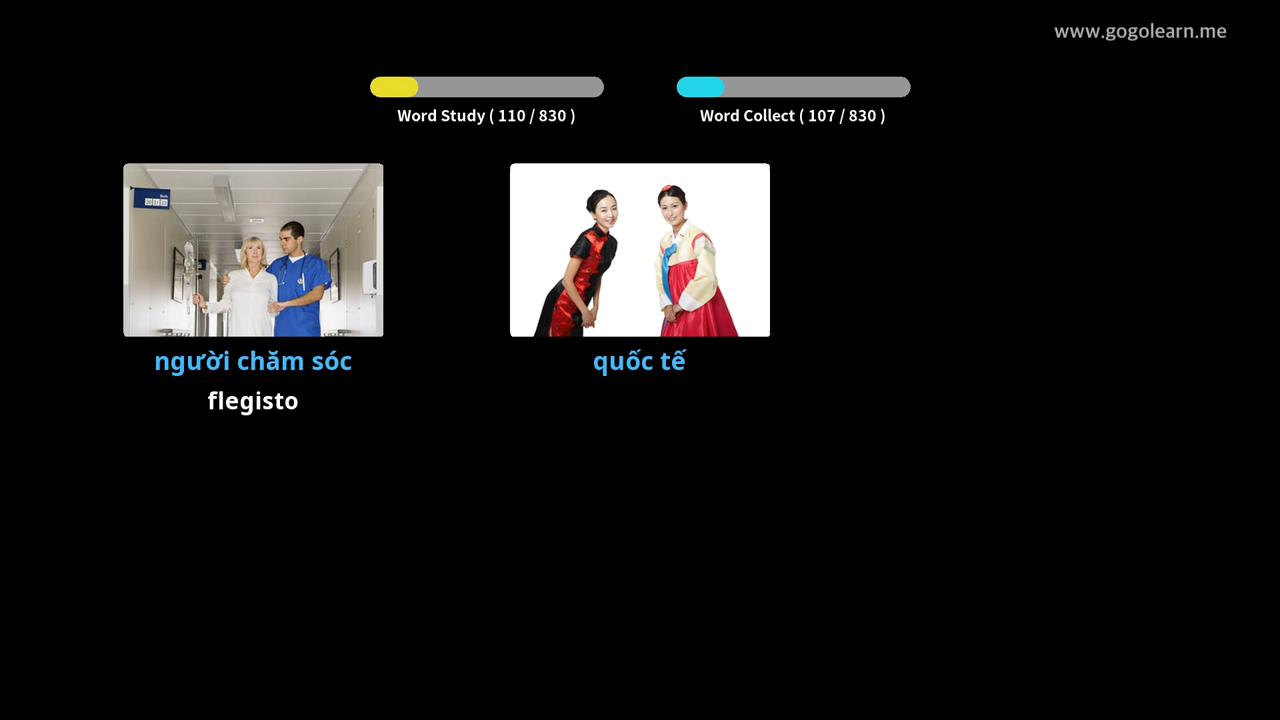 www.gogolearn.me
Word Study ( 110 / 830 )
Word Collect ( 107 / 830 )
người chăm sóc
flegisto
quốc tế